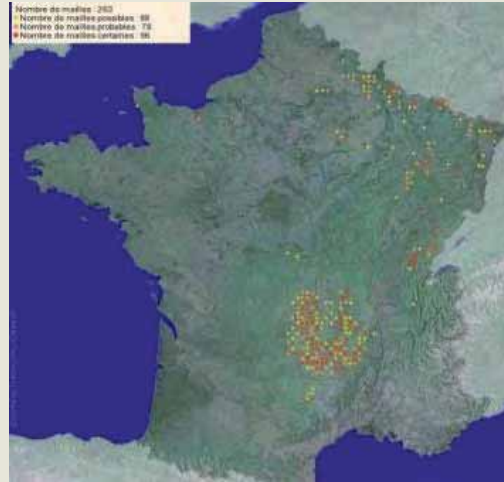 Nombre de mailles : 263
Nombre de mailles possibles : 88
Nombre de mailles probables : 79
Nombre de mailles certaines : 96